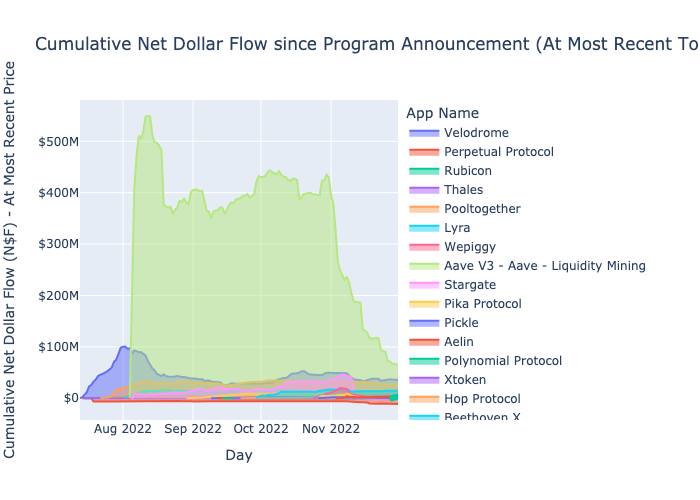 Cumulative Net Dollar Flow since Program Announcement (At Most Recent To
Cumulative Net Dollar Flow (N$F) - At Most Recent Price
$500M
$400M
$300M
$200M
$100M
$0
Aug 2022
Sep 2022
Oct 2022
Nov 2022
Day
App Name
Velodrome
Perpetual Protocol
Rubicon
Thales
Pooltogether
Lyra
Wepiggy
Aave V3 - Aave - Liquidity Mining
Stargate
Pika Protocol
Pickle
Aelin
Polynomial Protocol
Xtoken
Hop Protocol
Beethoven X